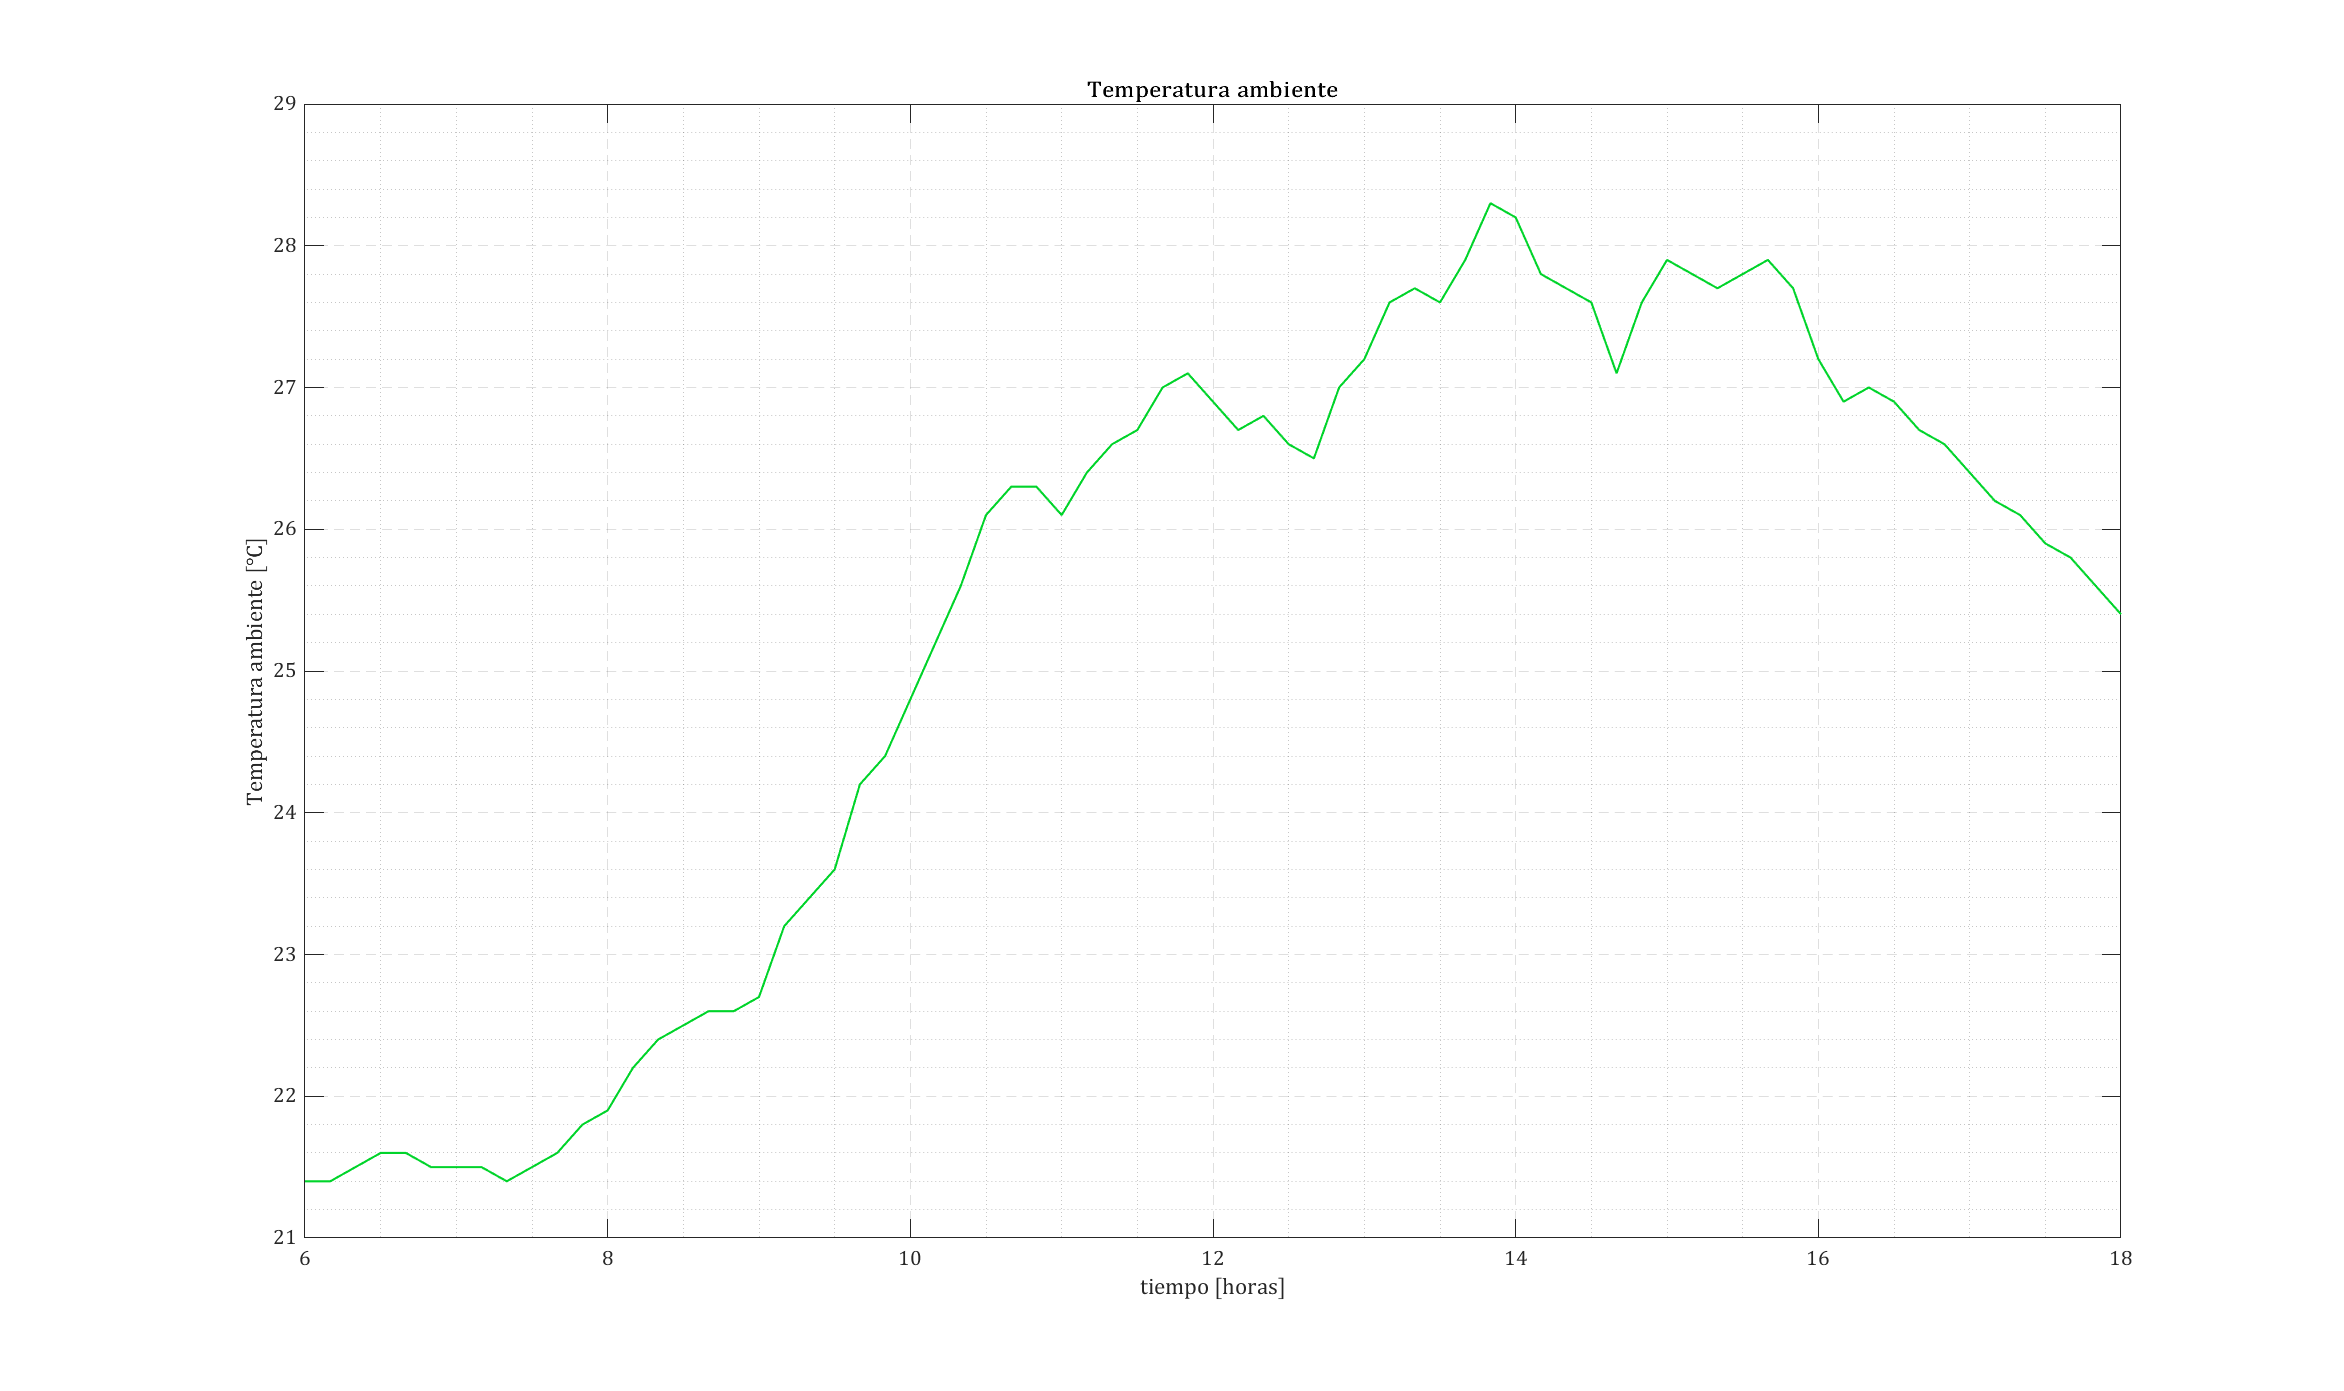 Temperatura ambiente
29
28
27
26
25
24
23
22
21
Temperatura ambiente [°C]
6 8 10 12 14 16 18
tiempo [horas]